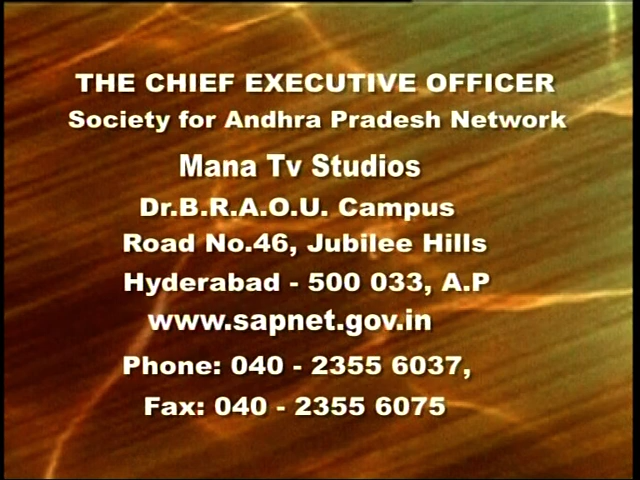 THE CHIEF EXECUTIVE OFFICER
Society for Andhra Pradesh Network
Mana Tv Studios
Dr.B.R.A.O.U. Campus
Road No.46, Jubilee Hills
Hyderabad - 500 033, A.P
www.sapnet.gov.in
Phone: 040 - 2355 6037,
Fax: 040 - 2355 6075